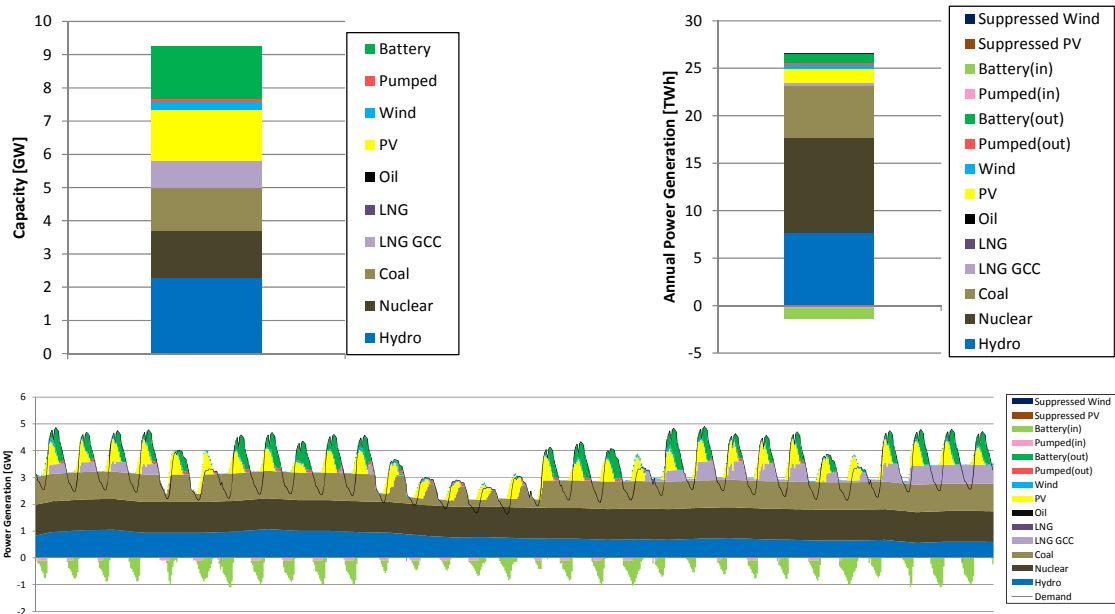 Capacity [GW]
10
9
8
7
6
5
4
3
2
1
0
Battery
Pumped
Wind
PV
Oil
LNG
LNG GCC
Coal
Nuclear
Hydro
Annual Power Generation [TWh]
30
25
20
15
10
5
0
-5
Suppressed Wind
Suppressed PV
Battery(in)
Pumped(in)
Battery(out)
Pumped(out)
Wind
PV
Oil
LNG
LNG GCC
Coal
Nuclear
Hydro
Power Generation [GW]
6
5
4
3
2
1
0
-1
-2
Suppressed Wind
Suppressed PV
Battery(in)
Pumped(in)
Battery(out)
Pumped(out)
Wind
PV
Oil
LNG
LNG GCC
Coal
Nuclear
Hydro
Demand